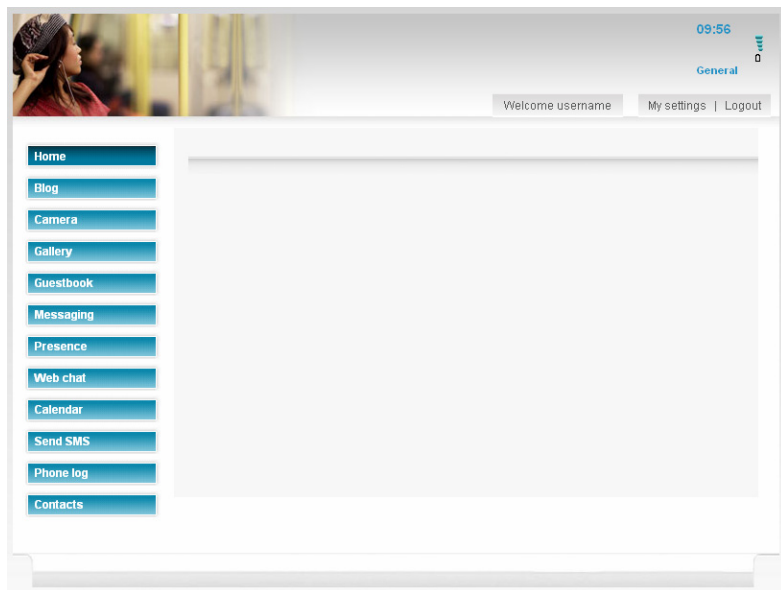 09:56
General
Welcome username
My settings | Logout
Home
Blog
Camera
Gallery
Guestbook
Messaging
Presence
Web chat
Calendar
Send SMS
Phone log
Contacts